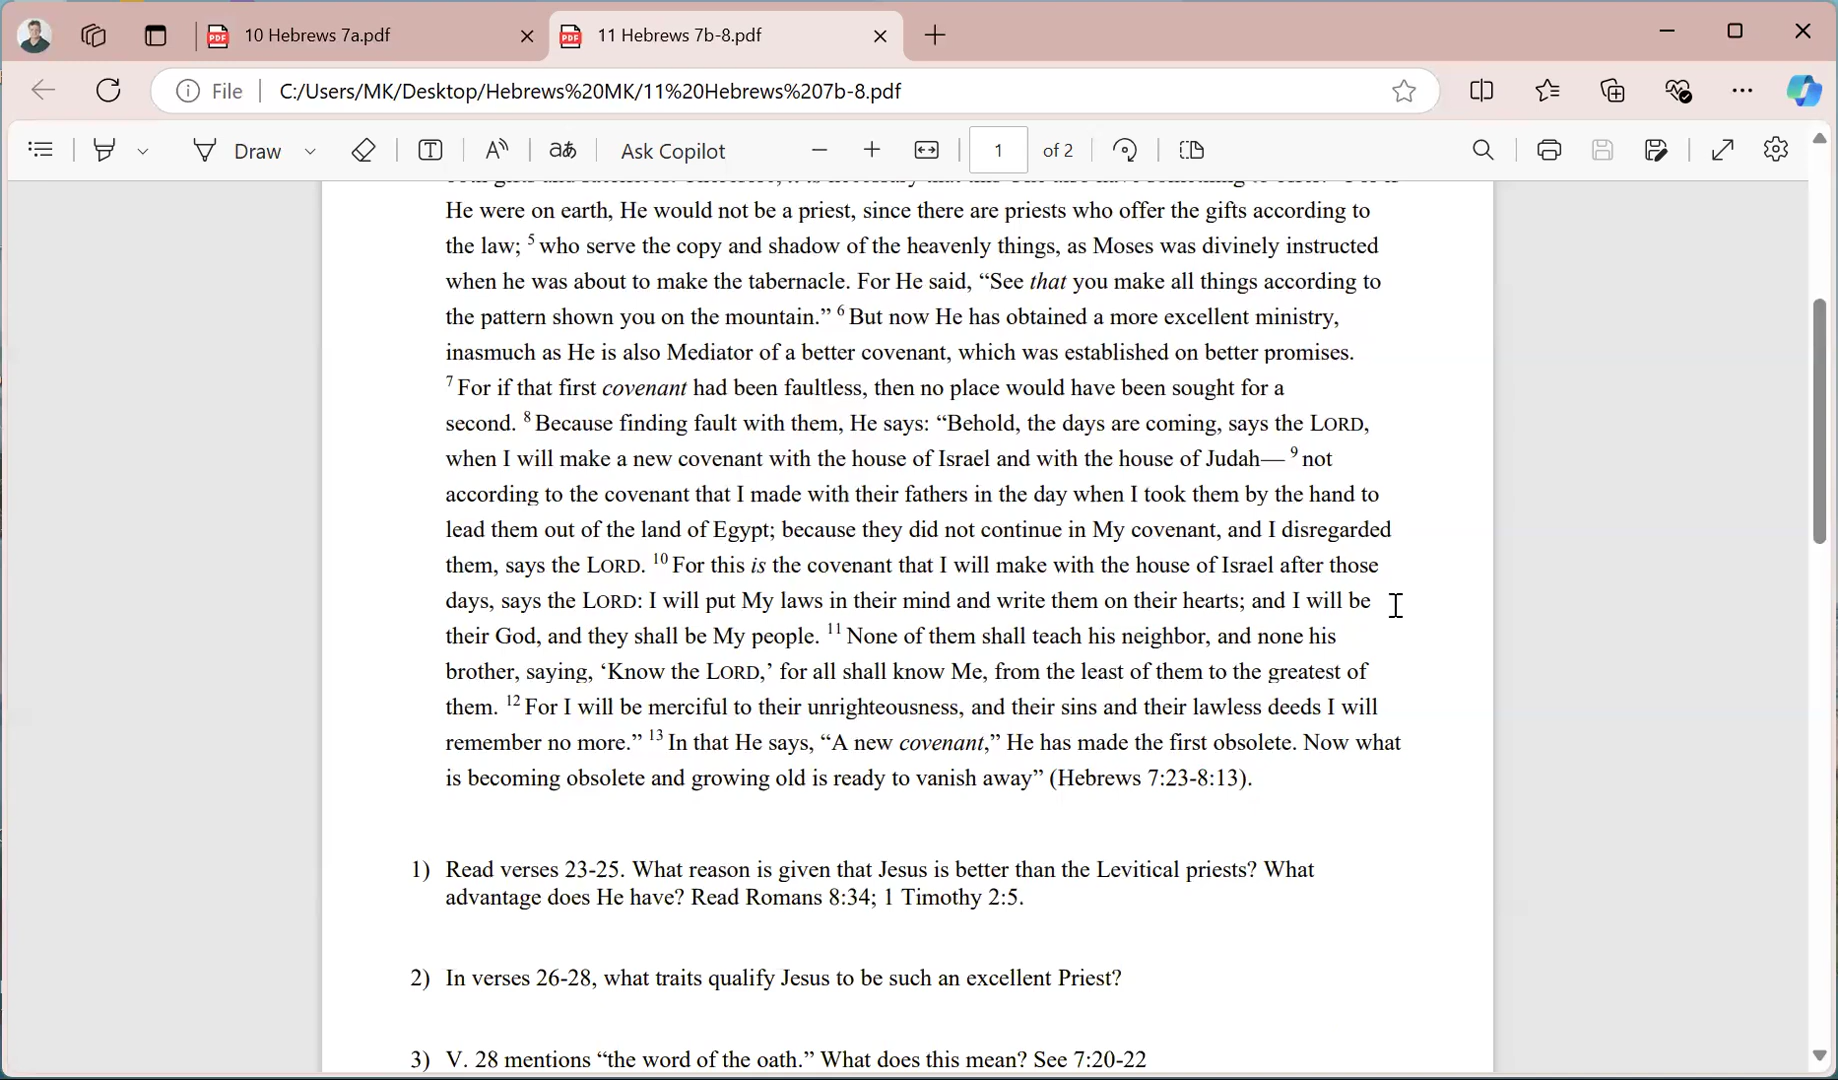 10 Hebrews 7a.pdf
11 Hebrews 7b-8.pdf
File
C:/Users/MK/Desktop/Hebrews%20MK/11%20Hebrews%207b-8.pdf
Draw
Ask Copilot
1
of 2
He were on earth, He would not be a priest, since there are priests who offer the gifts according to
the law; 5 who serve the copy and shadow of the heavenly things, as Moses was divinely instructed
when he was about to make the tabernacle. For He said, “See that you make all things according to
the pattern shown you on the mountain.” 6 But now He has obtained a more excellent ministry,
inasmuch as He is also Mediator of a better covenant, which was established on better promises.
7 For if that first covenant had been faultless, then no place would have been sought for a
second. 8 Because finding fault with them, He says: “Behold, the days are coming, says the LORD,
when I will make a new covenant with the house of Israel and with the house of Judah— 9 not
according to the covenant that I made with their fathers in the day when I took them by the hand to
lead them out of the land of Egypt; because they did not continue in My covenant, and I disregarded
them, says the LORD. 10 For this is the covenant that I will make with the house of Israel after those
days, says the LORD: I will put My laws in their mind and write them on their hearts; and I will be
their God, and they shall be My people. 11 None of them shall teach his neighbor, and none his
brother, saying, ‘Know the LORD,’ for all shall know Me, from the least of them to the greatest of
them. 12 For I will be merciful to their unrighteousness, and their sins and their lawless deeds I will
remember no more.” 13 In that He says, “A new covenant,” He has made the first obsolete. Now what
is becoming obsolete and growing old is ready to vanish away” (Hebrews 7:23-8:13).
1) Read verses 23-25. What reason is given that Jesus is better than the Levitical priests? What
advantage does He have? Read Romans 8:34; 1 Timothy 2:5.
2) In verses 26-28, what traits qualify Jesus to be such an excellent Priest?
3) V. 28 mentions “the word of the oath.” What does this mean? See 7:20-22